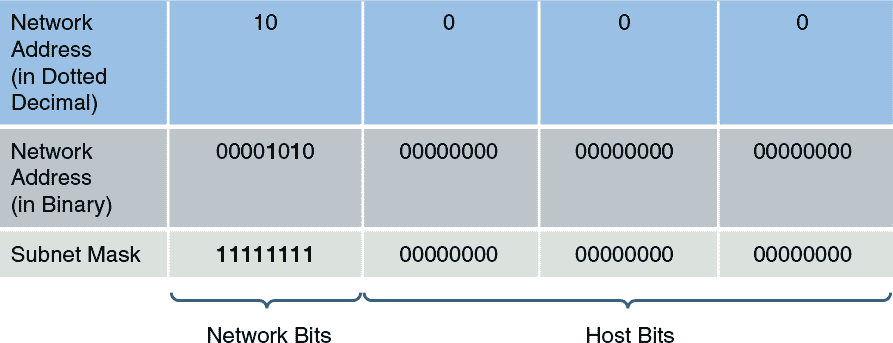 Network 10 0 0 0
Address
(in Dotted
Decimal)
Network 00001010 00000000 00000000 00000000
Address
(in Binary)
Subnet Mask 11111111 00000000 00000000 00000000
Network Bits Host Bits